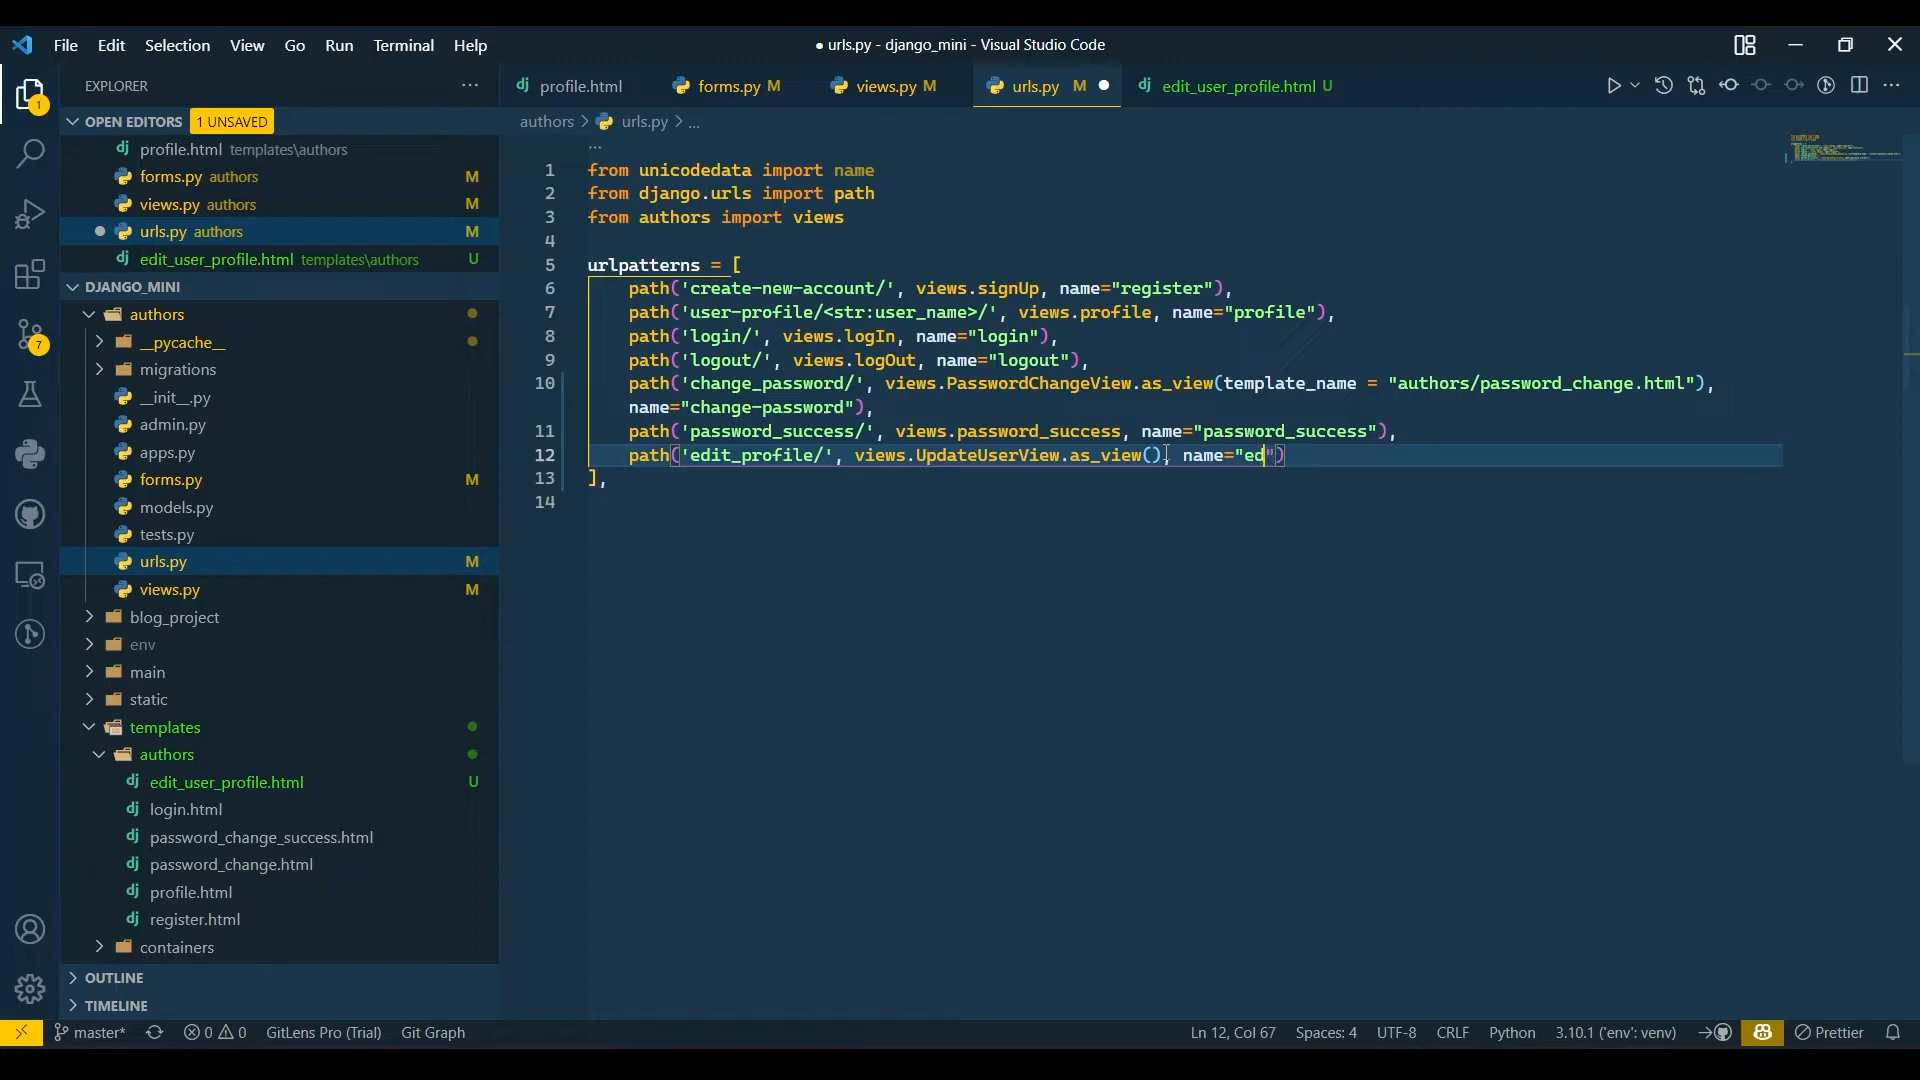 File Edit Selection View Go Run Terminal Help
● urls.py - django_mini - Visual Studio Code
EXPLORER ...
profile.html
forms.py M
views.py M
urls.py M
edit_user_profile.html U
OPEN EDITORS 1 UNSAVED
authors > urls.py > ...
profile.html templates\authors
forms.py authors M
views.py authors M
urls.py authors M
edit_user_profile.html templates\authors U
DJANGO_MINI
authors
__pycache__
migrations
__init__.py
admin.py
apps.py
forms.py M
models.py
tests.py
urls.py M
views.py M
blog_project
env
main
static
templates
authors
edit_user_profile.html U
login.html
password_change_success.html
password_change.html
profile.html
register.html
containers
OUTLINE
TIMELINE
1
7
...
1 from unicodedata import name
2 from django.urls import path
3 from authors import views
4
5 urlpatterns = [
6 path('create-new-account/', views.signUp, name="register"),
7 path('user-profile/<str:user_name>/', views.profile, name="profile"),
8 path('login/', views.logIn, name="login"),
9 path('logout/', views.logOut, name="logout"),
10 path('change_password/', views.PasswordChangeView.as_view(template_name = "authors/password_change.html"),
name="change-password"),
11 path('password_success/', views.password_success, name="password_success"),
12 path('edit_profile/', views.UpdateUserView.as_view(), name="ed")
13 ],
14
master* 0 0 GitLens Pro (Trial) Git Graph Ln 12, Col 67 Spaces: 4 UTF-8 CRLF Python 3.10.1 ('env': venv) Prettier